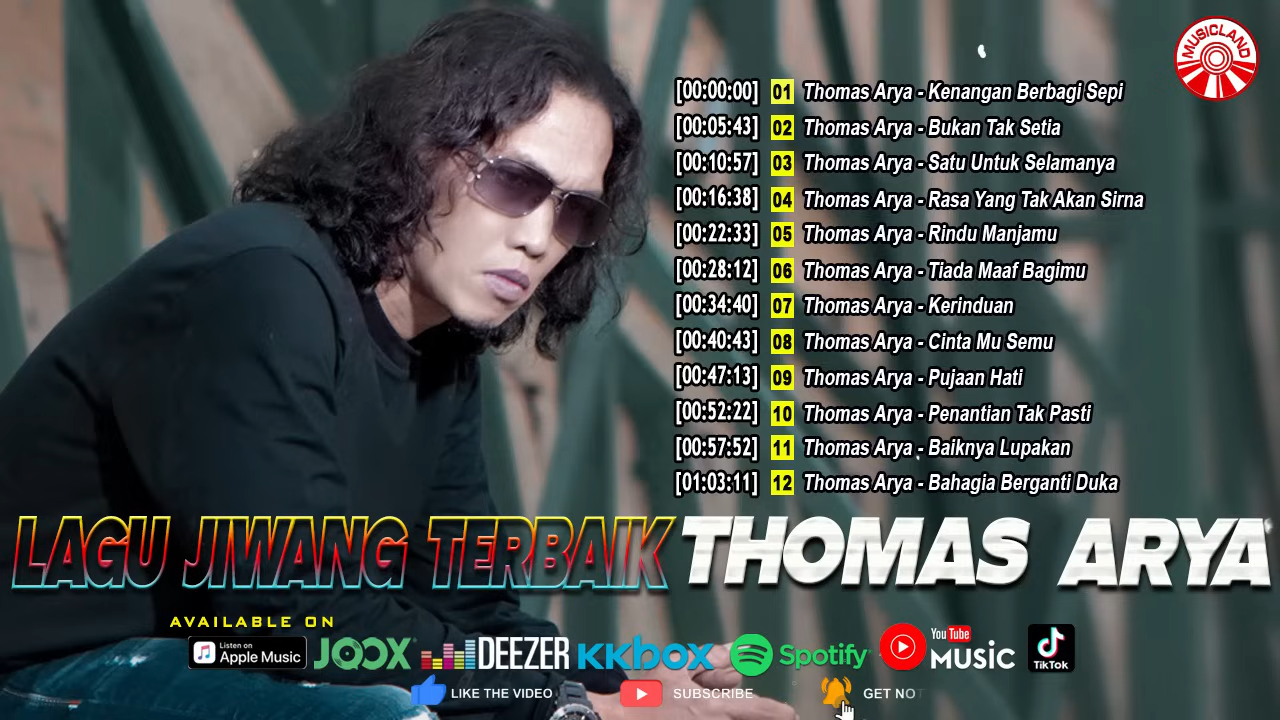 MUSICLAND
[00:00:00] 01 Thomas Arya - Kenangan Berbagi Sepi
[00:05:43] 02 Thomas Arya - Bukan Tak Setia
[00:10:57] 03 Thomas Arya - Satu Untuk Selamanya
[00:16:38] 04 Thomas Arya - Rasa Yang Tak Akan Sirna
[00:22:33] 05 Thomas Arya - Rindu Manjamu
[00:28:12] 06 Thomas Arya - Tiada Maaf Bagimu
[00:34:40] 07 Thomas Arya - Kerinduan
[00:40:43] 08 Thomas Arya - Cinta Mu Semu
[00:47:13] 09 Thomas Arya - Pujaan Hati
[00:52:22] 10 Thomas Arya - Penantian Tak Pasti
[00:57:52] 11 Thomas Arya - Baiknya Lupakan
[01:03:11] 12 Thomas Arya - Bahagia Berganti Duka
LAGU JIWANG TERBAIK THOMAS ARYA
AVAILABLE ON
Listen on
Apple Music
JOOX
DEEZER
KKBOX
Spotify
YouTube
MUSIC
TikTok
LIKE THE VIDEO
SUBSCRIBE
GET NOT